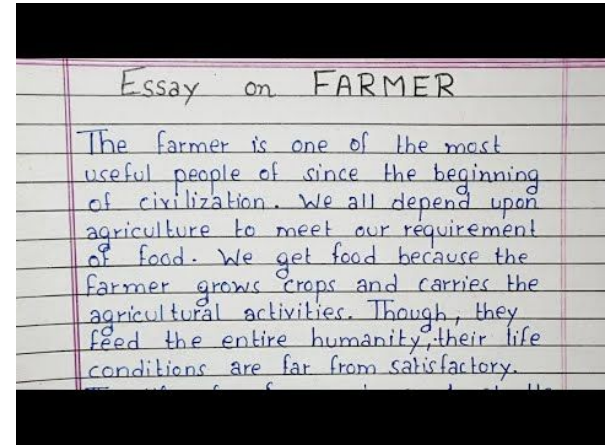 Essay on FARMER
The farmer is one of the most
useful people of since the beginning
of civilization. We all depend upon
agriculture to meet our requirement
of food. We get food because the
farmer grows crops and carries the
agricultural activities. Though, they
feed the entire humanity, their life
conditions are far from satisfactory.